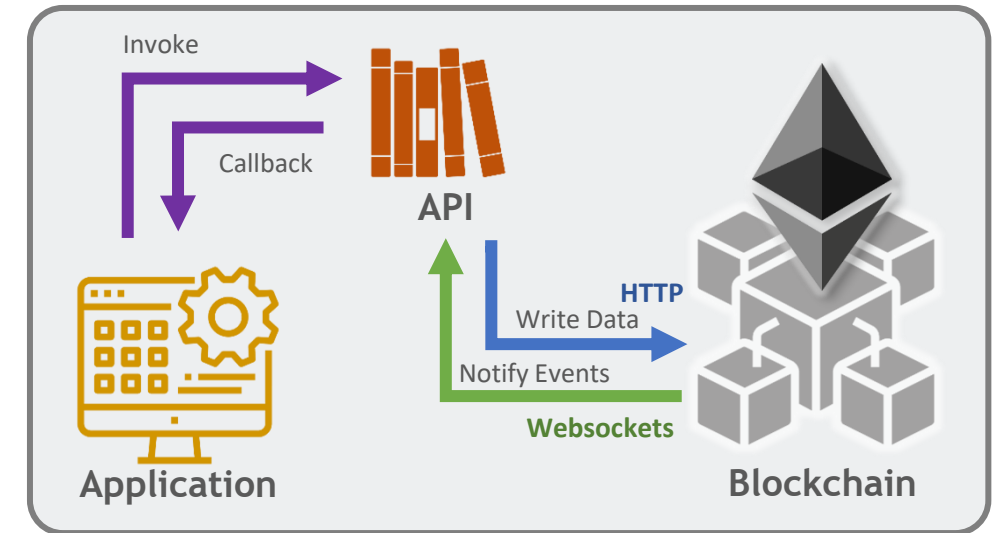 Invoke
Callback
API
HTTP
Write Data
Notify Events
Websockets
Application
Blockchain